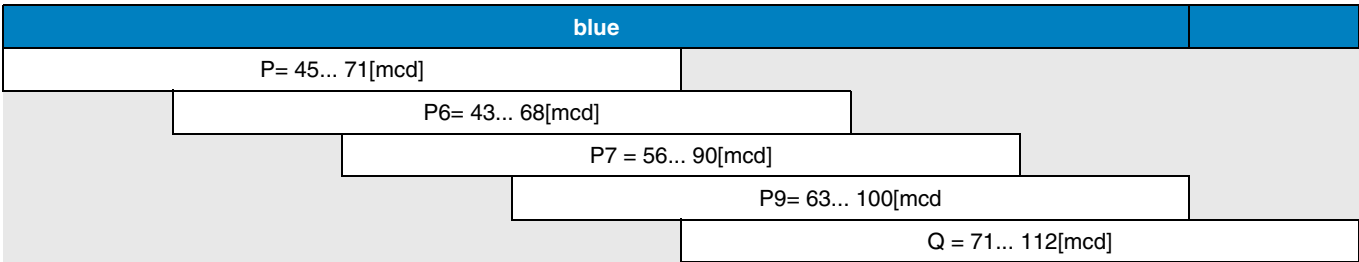 blue
P= 45... 71[mcd]
P6= 43... 68[mcd]
P7 = 56... 90[mcd]
P9= 63... 100[mcd
Q = 71... 112[mcd]